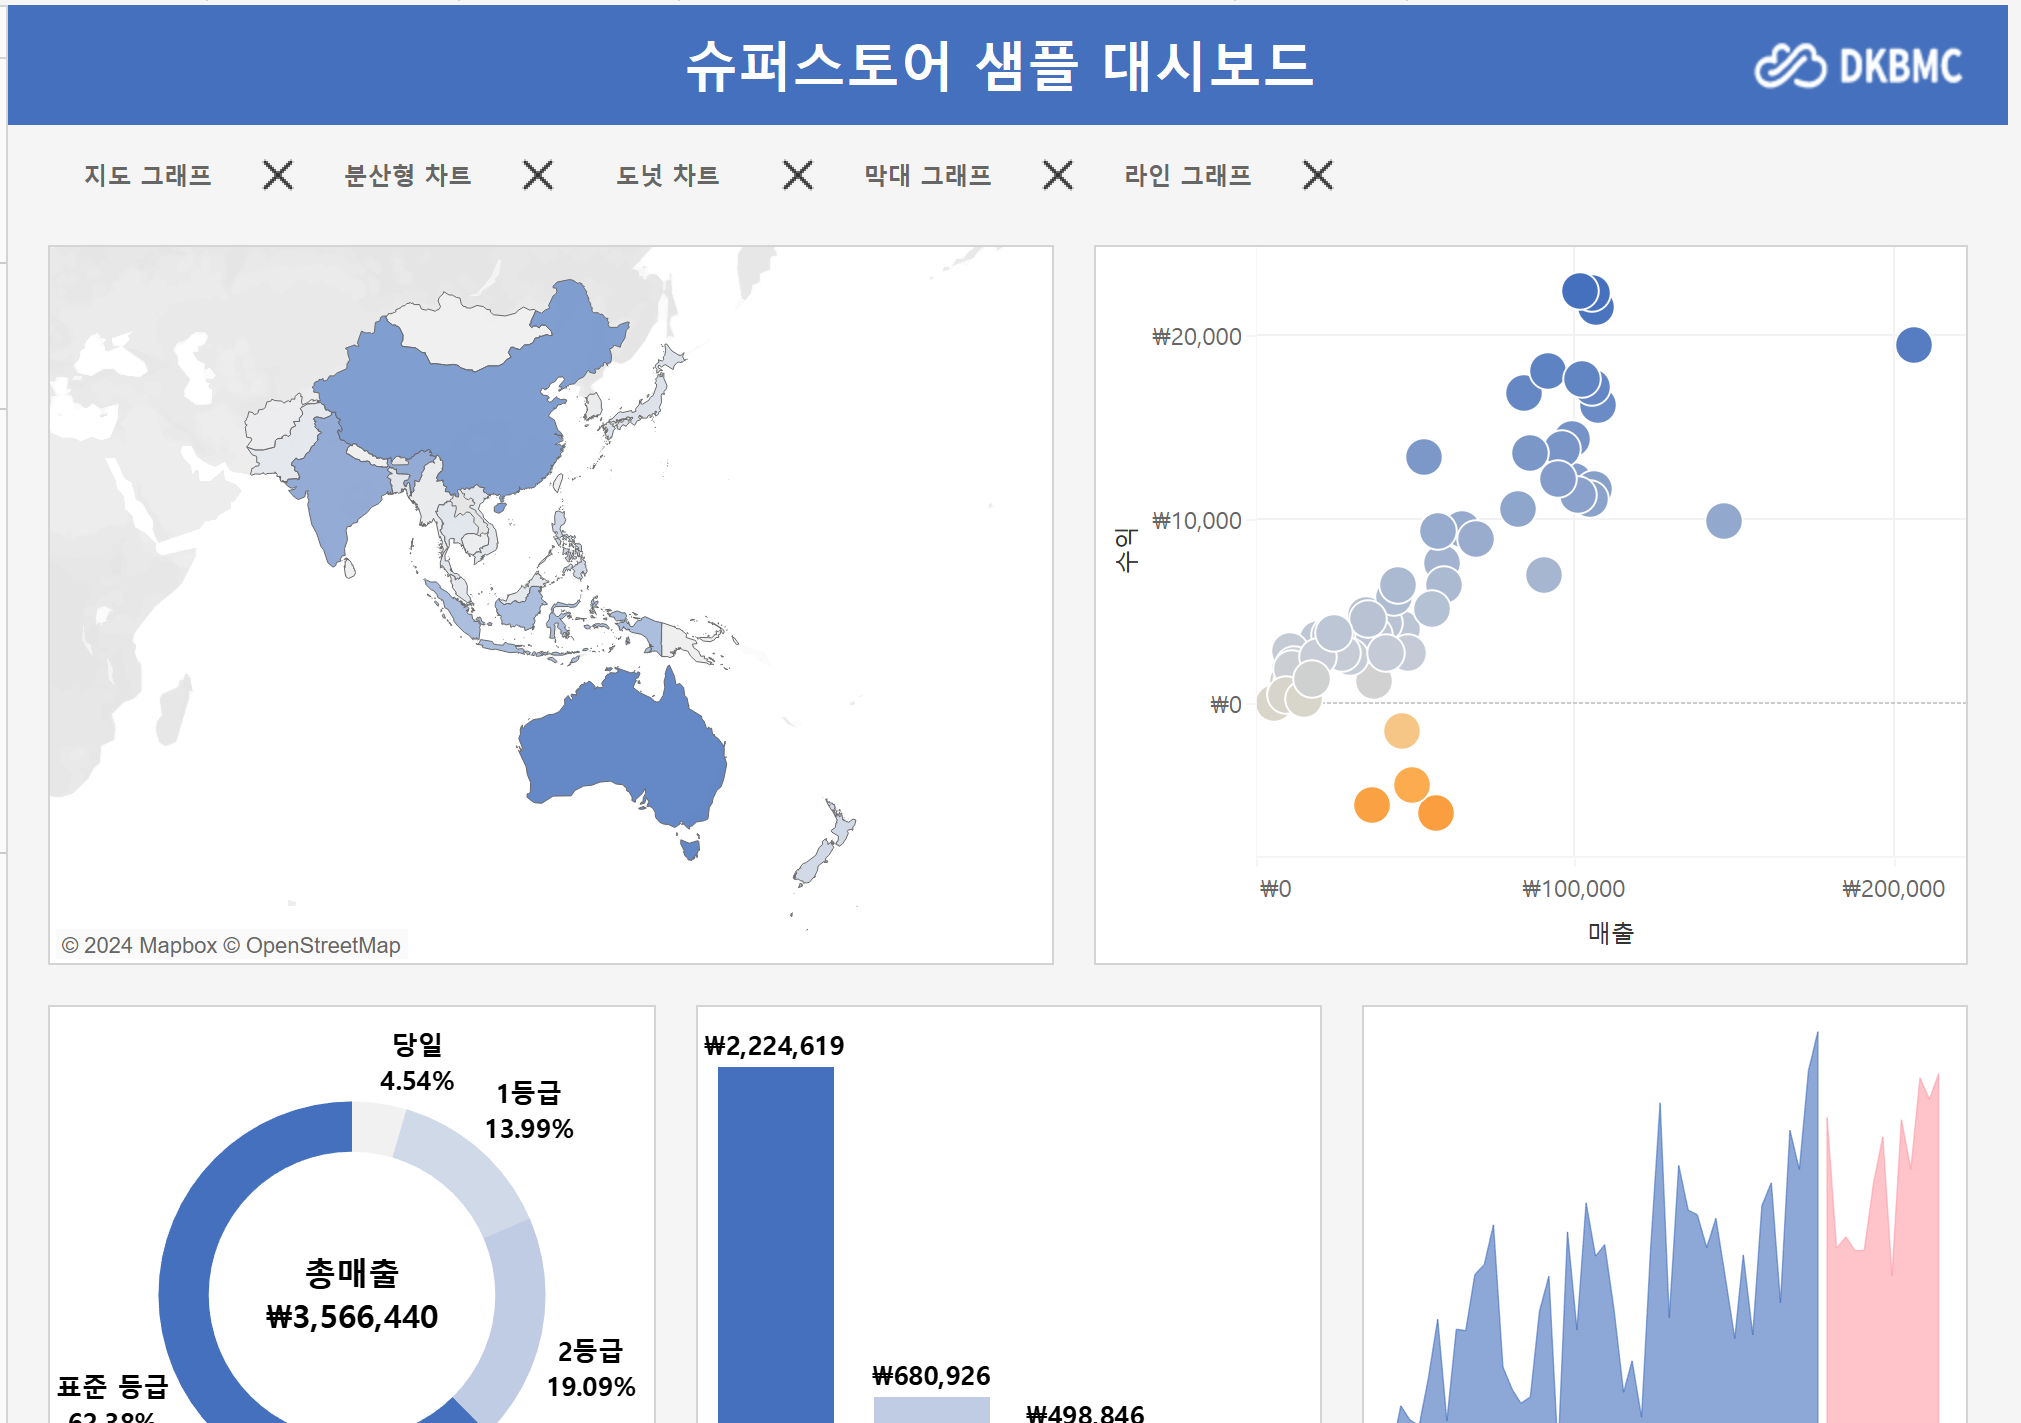 슈퍼스토어 샘플 대시보드
DKBMC
지도 그래프
분산형 차트
도넛 차트
막대 그래프
라인 그래프
© 2024 Mapbox © OpenStreetMap
₩20,000
₩10,000
₩0
수익
₩0
₩100,000
₩200,000
매출
당일
4.54%
1등급
13.99%
총매출
₩3,566,440
2등급
19.09%
표준 등급
62.38%
₩2,224,619
₩680,926
₩498,846